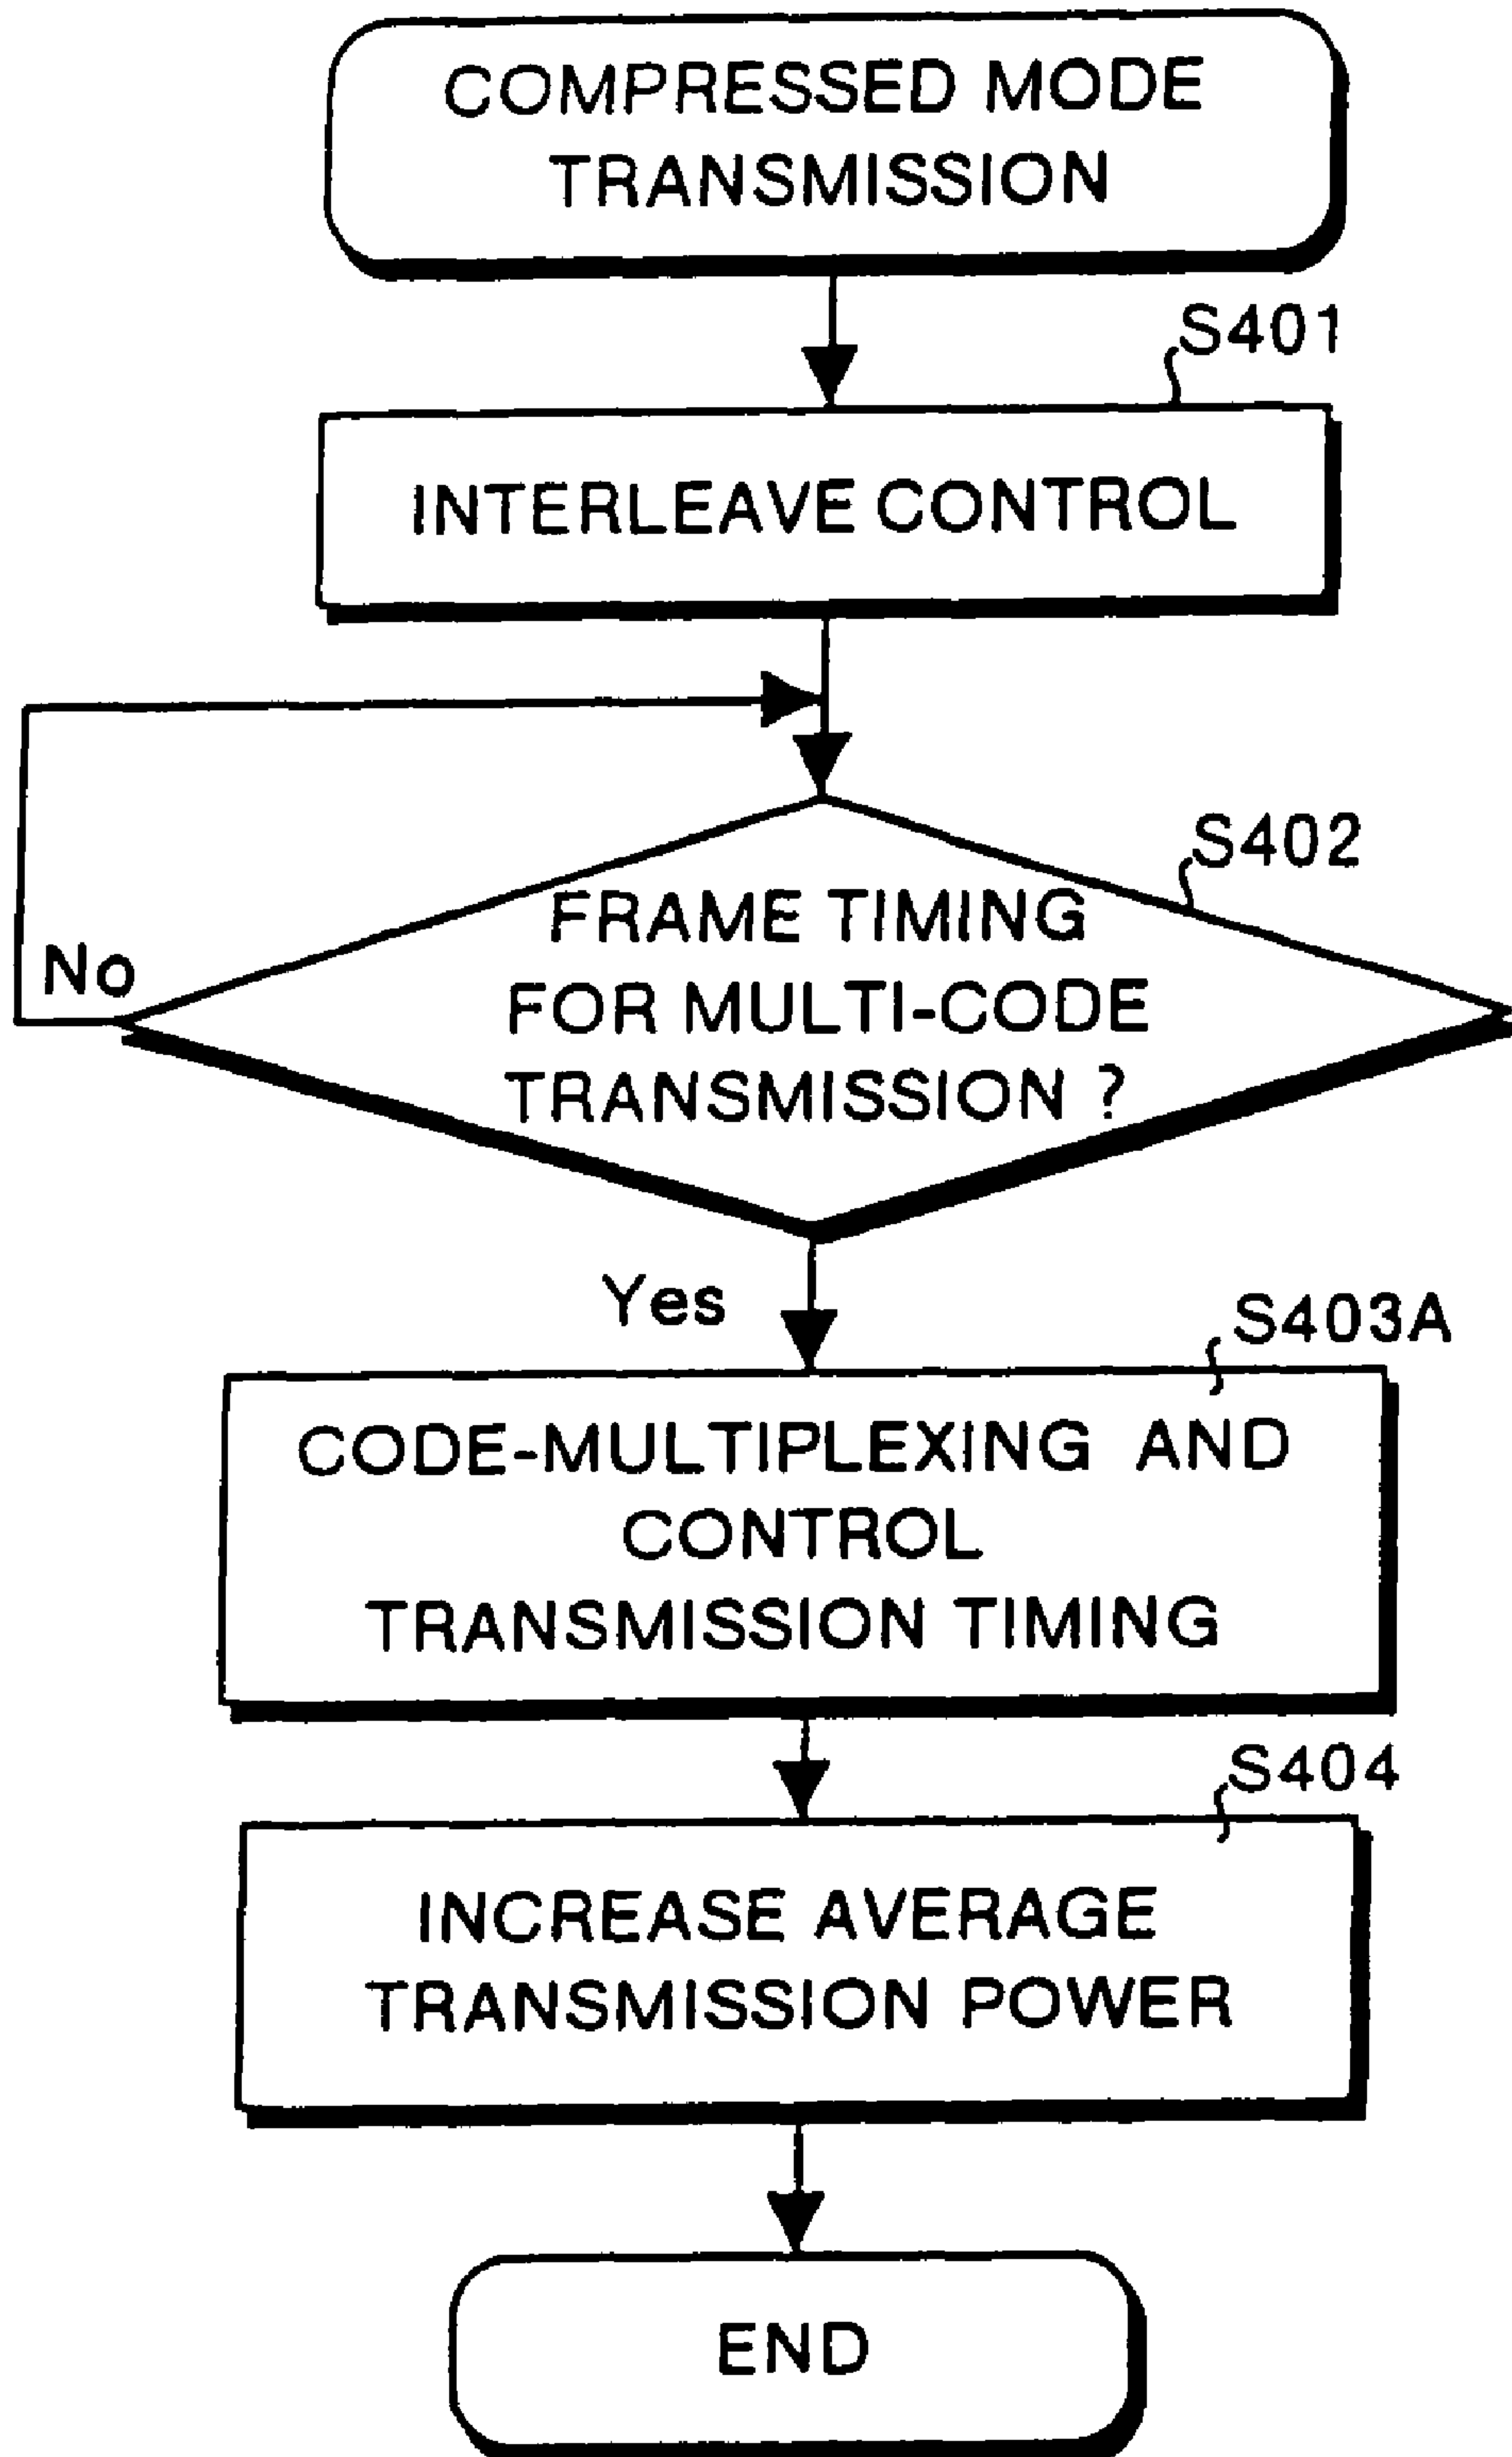 COMPRESSED MODE
TRANSMISSION
S401
INTERLEAVE CONTROL
S402
FRAME TIMING
FOR MULTI-CODE
TRANSMISSION ?
No
Yes
S403A
CODE-MULTIPLEXING AND
CONTROL
TRANSMISSION TIMING
S404
INCREASE AVERAGE
TRANSMISSION POWER
END